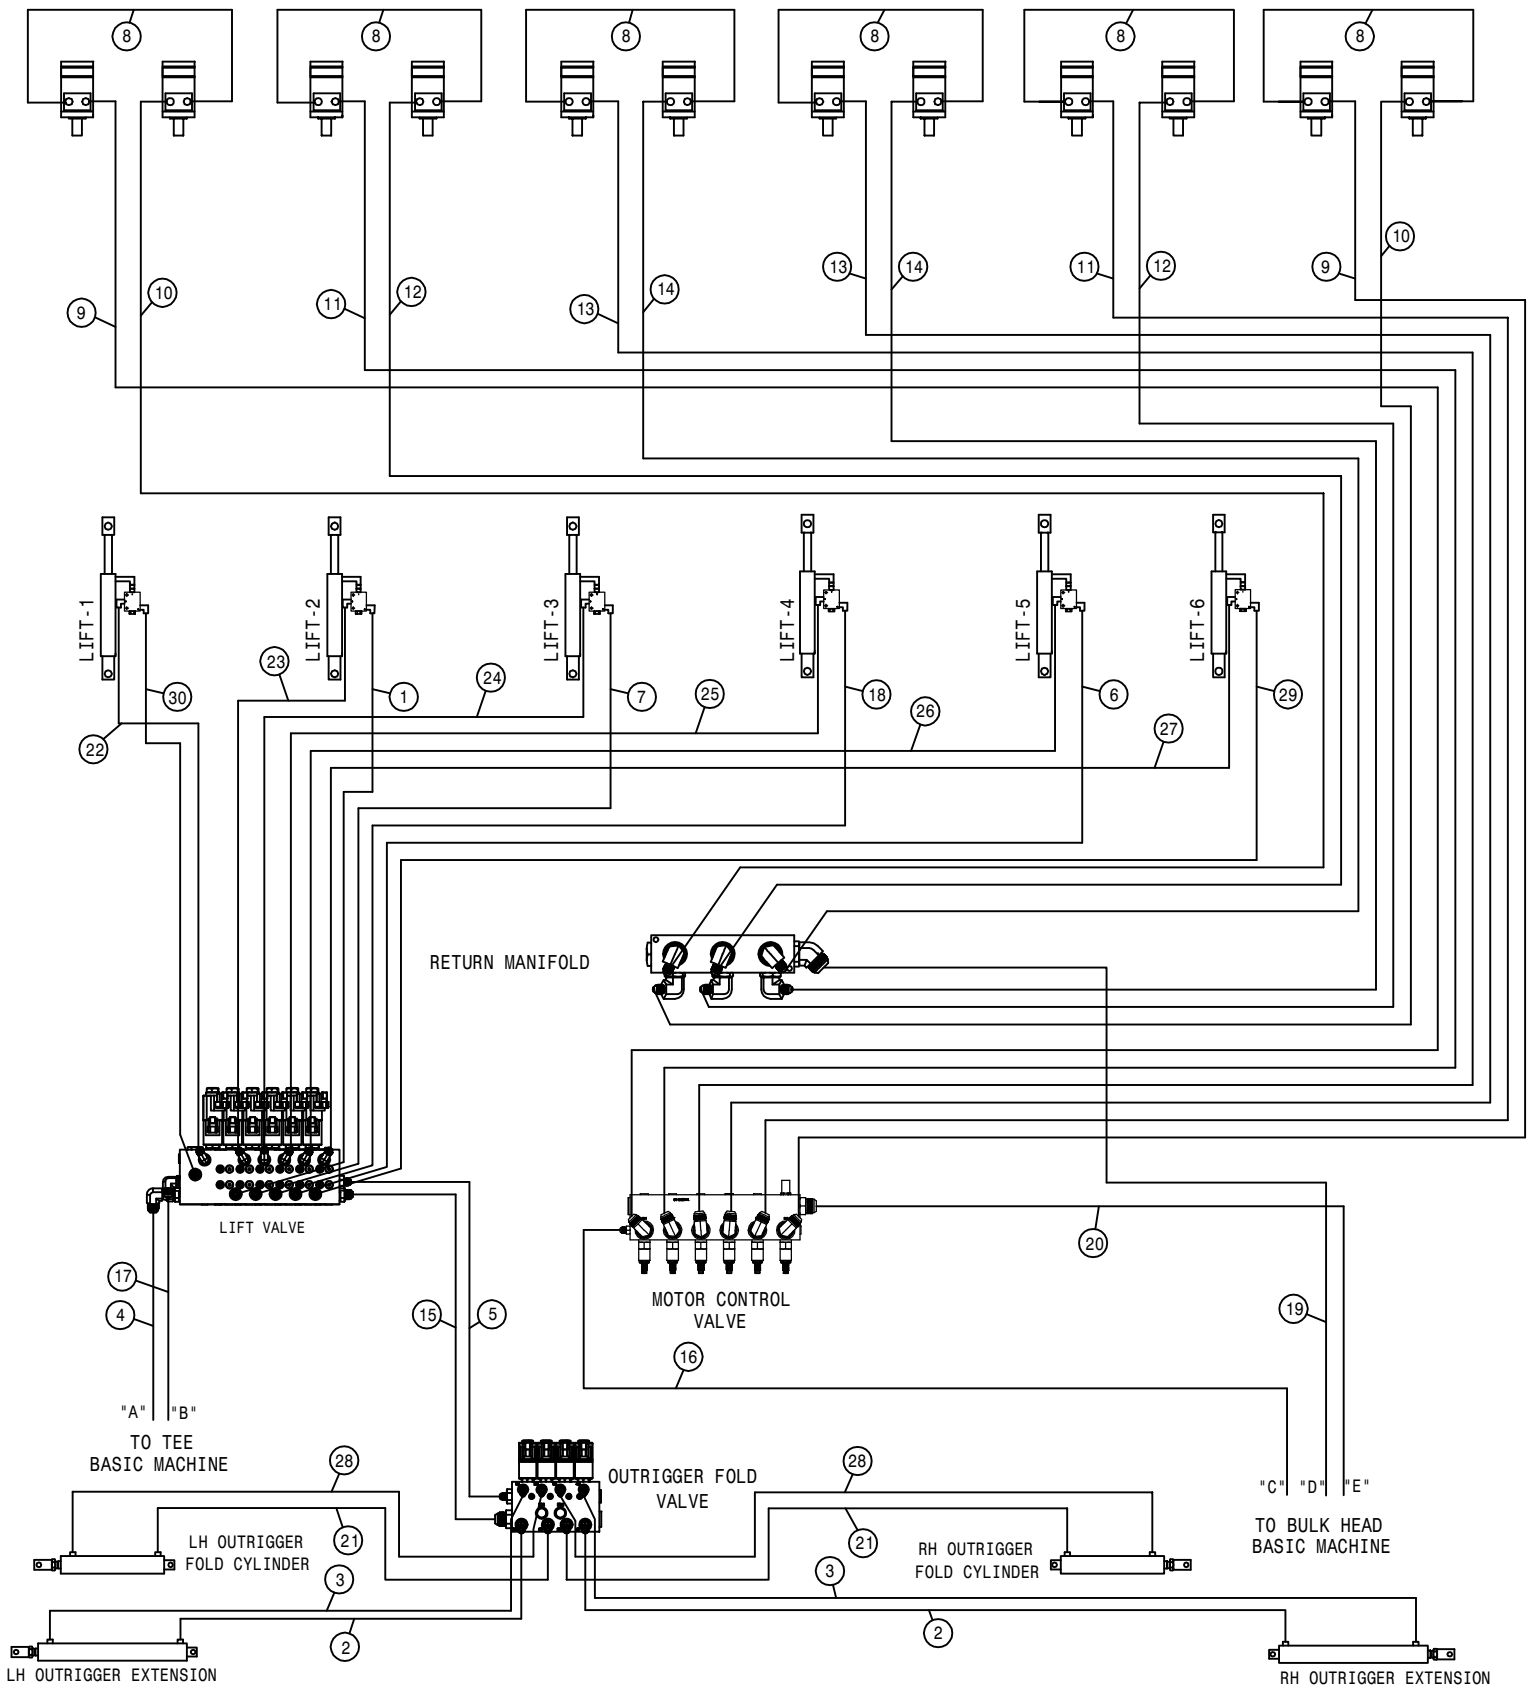 8 8 8 8 8 8
10
13 14 11 12 9
9 10 11 12 13 14
LIFT-1 LIFT-2 LIFT-3 LIFT-4 LIFT-5 LIFT-6
23 24
30 1 7 25 18 26 6 29
22 27
RETURN MANIFOLD
LIFT VALVE
20
17
4 15 5
MOTOR CONTROL
VALVE
19
16
"A" "B"
TO TEE
BASIC MACHINE
28 28
OUTRIGGER FOLD
VALVE
"C" "D" "E"
TO BULK HEAD
BASIC MACHINE
21 21
LH OUTRIGGER
FOLD CYLINDER
RH OUTRIGGER
FOLD CYLINDER
3 3
2 2
LH OUTRIGGER EXTENSION
RH OUTRIGGER EXTENSION